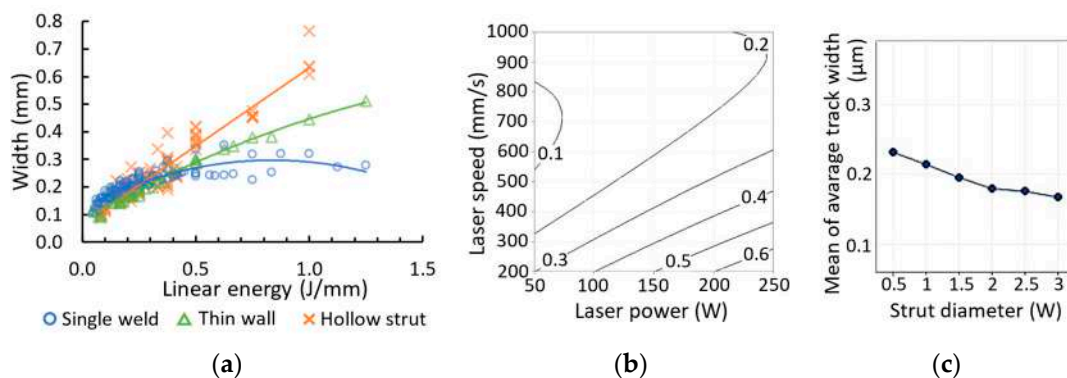 0.8
0.7
0.6
0.5
0.4
0.3
0.2
0.1
0.0
Width (mm)
0.0 0.5 1.0 1.5
Linear energy (J/mm)
Single weld Thin wall Hollow strut
(a)
1000
900
800
700
600
500
400
300
200
Laser speed (mm/s)
0.2
0.1
0.3
0.4
0.5
0.6
50 100 150 200 250
Laser power (W)
(b)
Mean of avarage track width
(µm)
0.3
0.2
0.1
0.5 1 1.5 2 2.5 3
Strut diameter (W)
(c)